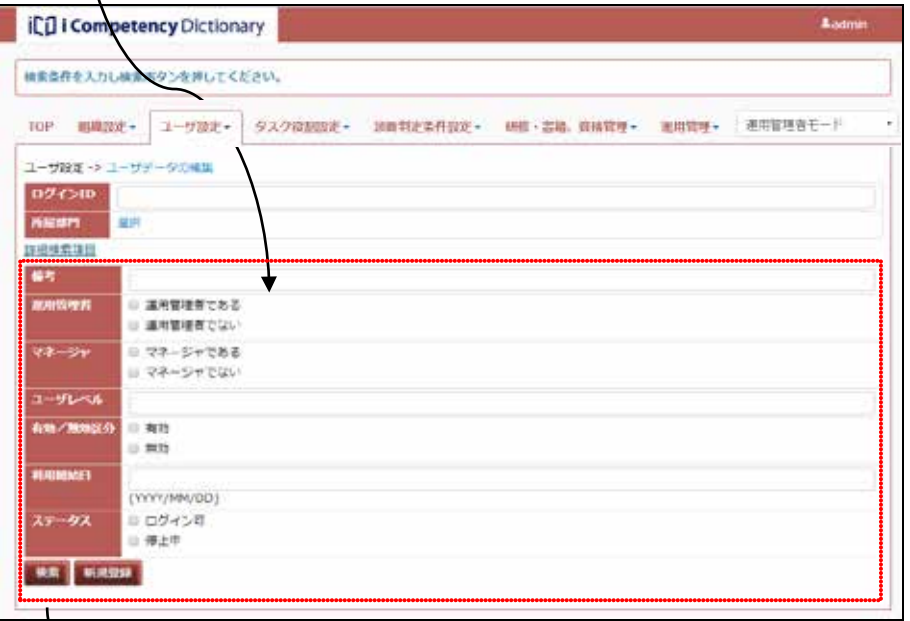 i Competency Dictionary
admin
検索条件を入力し検索ボタンを押してください。
TOP 組織設定 ユーザ設定 タスク役割設定 診断判定条件設定 研修・書籍、資格管理 運用管理 運用管理者モード
ユーザ設定 -> ユーザデータの編集
ログインID
所属部門 選択
詳細検索項目
備考
運用管理者 運用管理者である
運用管理者でない
マネージャ マネージャである
マネージャでない
ユーザレベル
有効／無効区分 有効
無効
利用開始日
(YYYY/MM/DD)
ステータス ログイン可
停止中
検索 新規登録